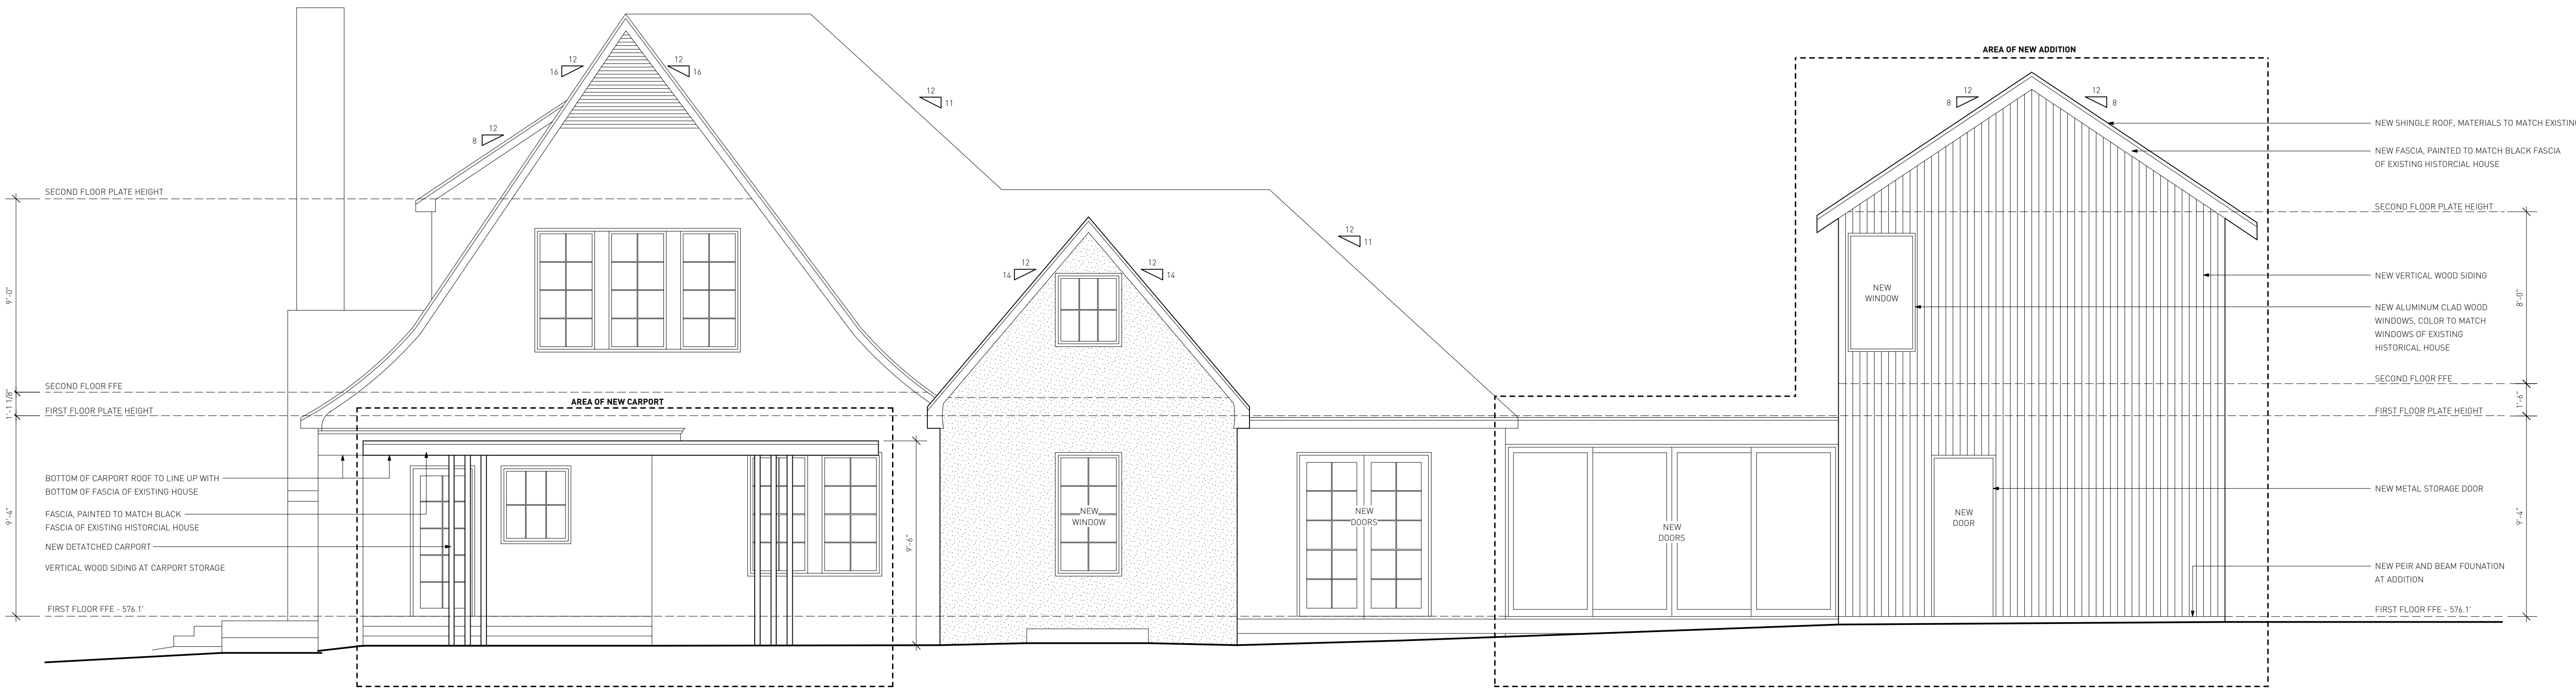 AREA OF NEW ADDITION
12
16
12
16
12
8
12
11
12
11
12
14
12
14
12
8
12
8
SECOND FLOOR PLATE HEIGHT
9'-0"
SECOND FLOOR FFE
1'-1 1/8"
FIRST FLOOR PLATE HEIGHT
9'-4"
AREA OF NEW CARPORT
BOTTOM OF CARPORT ROOF TO LINE UP WITH
BOTTOM OF FASCIA OF EXISTING HOUSE
FASCIA, PAINTED TO MATCH BLACK
FASCIA OF EXISTING HISTORCIAL HOUSE
NEW DETATCHED CARPORT
VERTICAL WOOD SIDING AT CARPORT STORAGE
FIRST FLOOR FFE - 576.1'
9'-6"
NEW
WINDOW
NEW
DOORS
NEW
DOORS
NEW
WINDOW
NEW
DOOR
NEW SHINGLE ROOF, MATERIALS TO MATCH EXISTING
NEW FASCIA, PAINTED TO MATCH BLACK FASCIA
OF EXISTING HISTORCIAL HOUSE
SECOND FLOOR PLATE HEIGHT
NEW VERTICAL WOOD SIDING
8'-0"
NEW ALUMINUM CLAD WOOD
WINDOWS, COLOR TO MATCH
WINDOWS OF EXISTING
HISTORICAL HOUSE
SECOND FLOOR FFE
1'-6"
FIRST FLOOR PLATE HEIGHT
NEW METAL STORAGE DOOR
9'-4"
NEW PEIR AND BEAM FOUNATION
AT ADDITION
FIRST FLOOR FFE - 576.1'